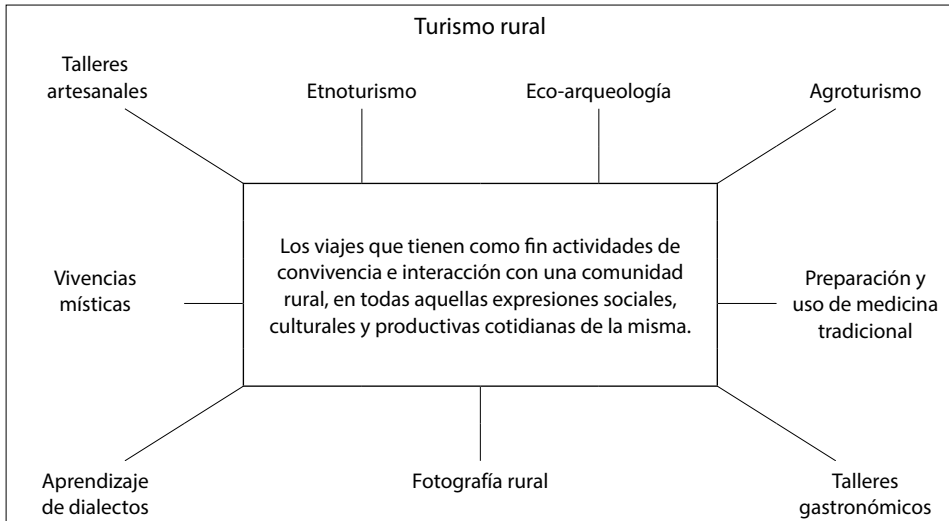 Turismo rural
Talleres
artesanales
Etnoturismo
Eco-arqueología
Agroturismo
Los viajes que tienen como fin actividades de
convivencia e interacción con una comunidad
rural, en todas aquellas expresiones sociales,
culturales y productivas cotidianas de la misma.
Vivencias
místicas
Preparación y
uso de medicina
tradicional
Aprendizaje
de dialectos
Fotografía rural
Talleres
gastronómicos